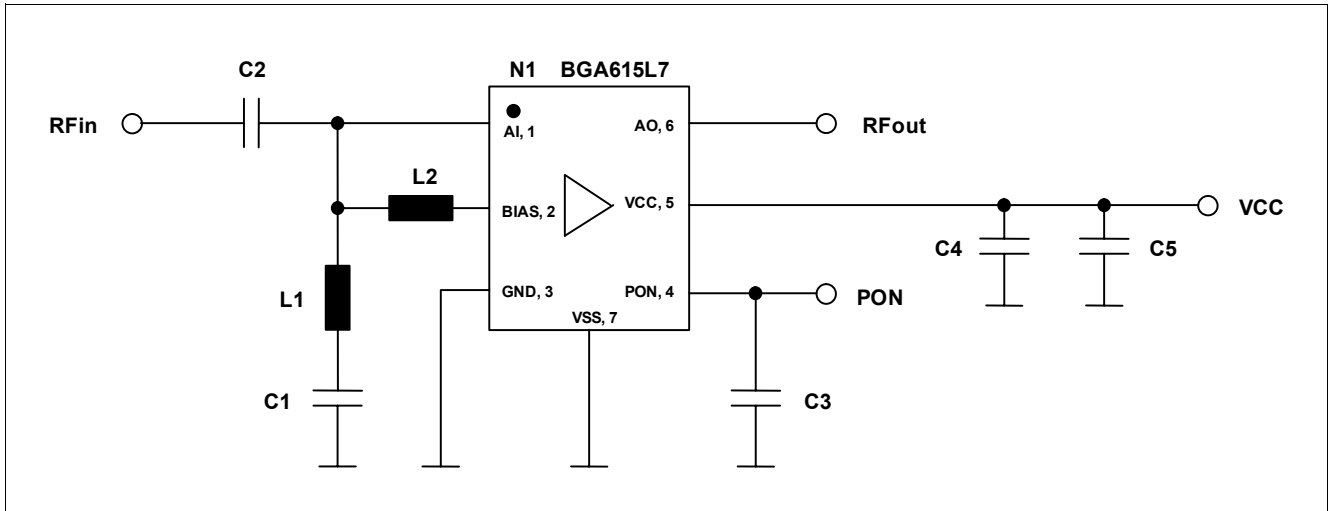 C2
N1 BGA615L7
RFin
AI, 1
AO, 6
RFout
L2
BIAS, 2
VCC, 5
VCC
C4
C5
L1
GND, 3
PON, 4
PON
VSS, 7
C1
C3